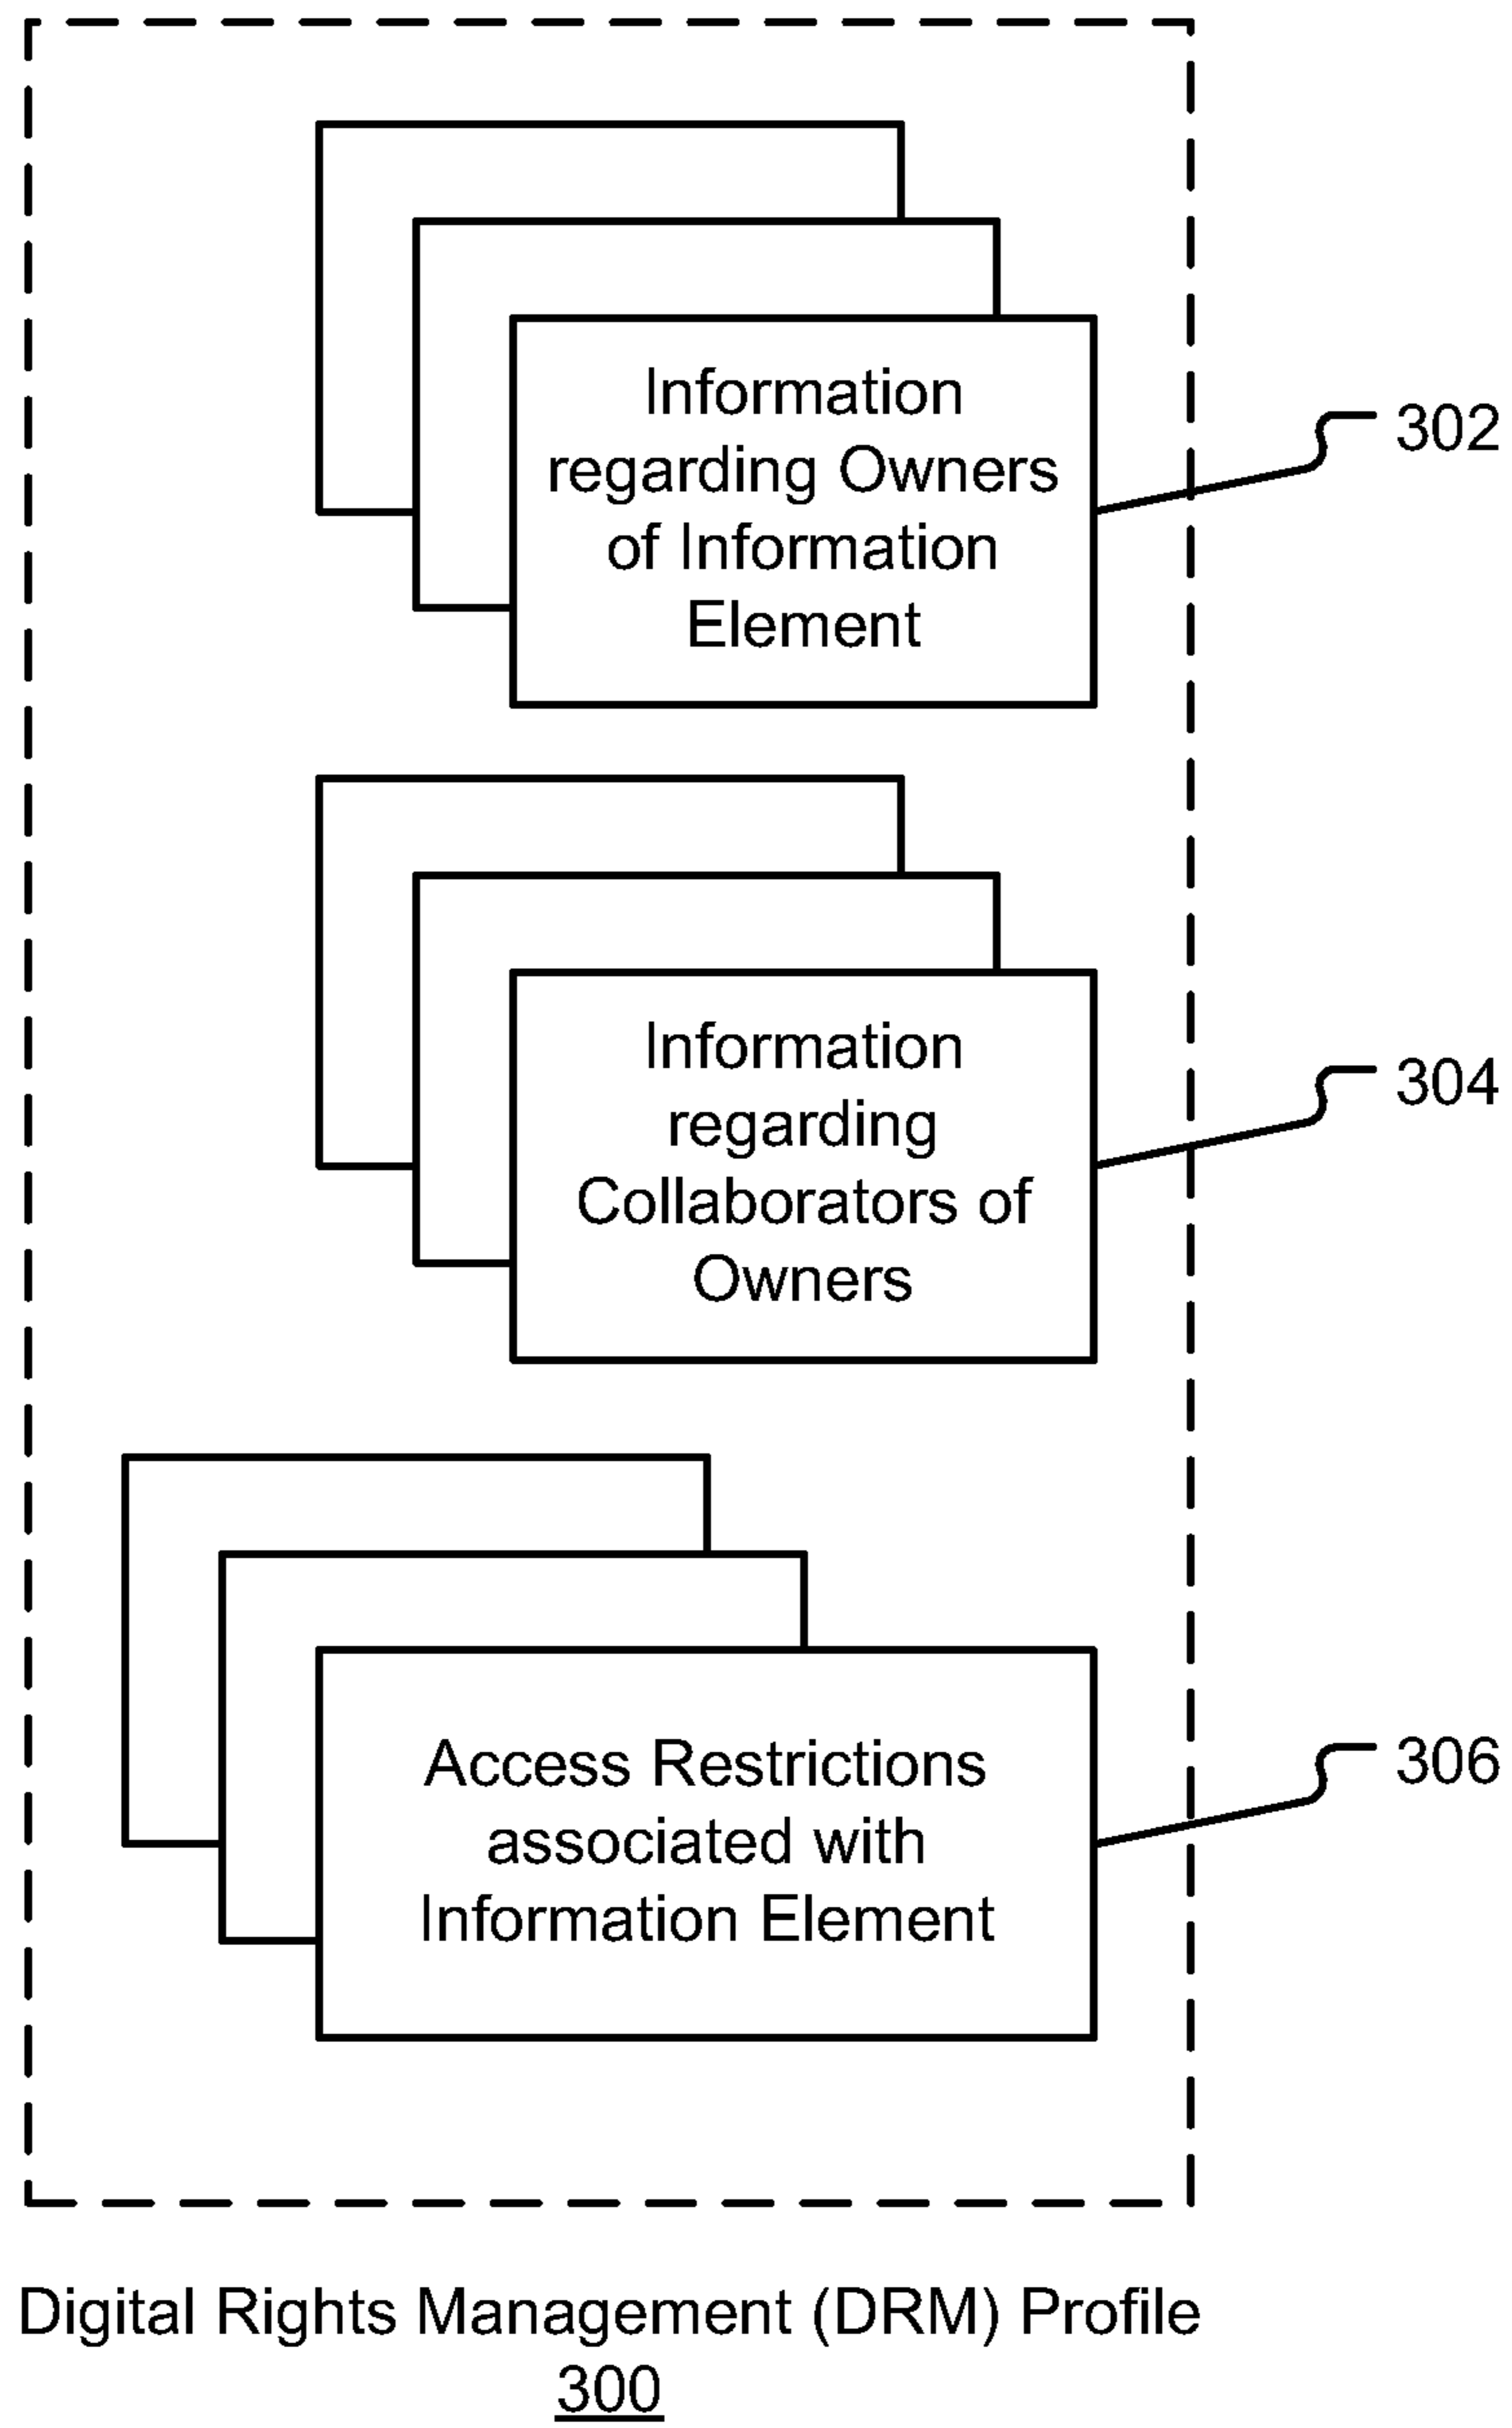 Information
regarding Owners
of Information
Element
302
Information
regarding
Collaborators of
Owners
304
Access Restrictions
associated with
Information Element
306
Digital Rights Management (DRM) Profile
300